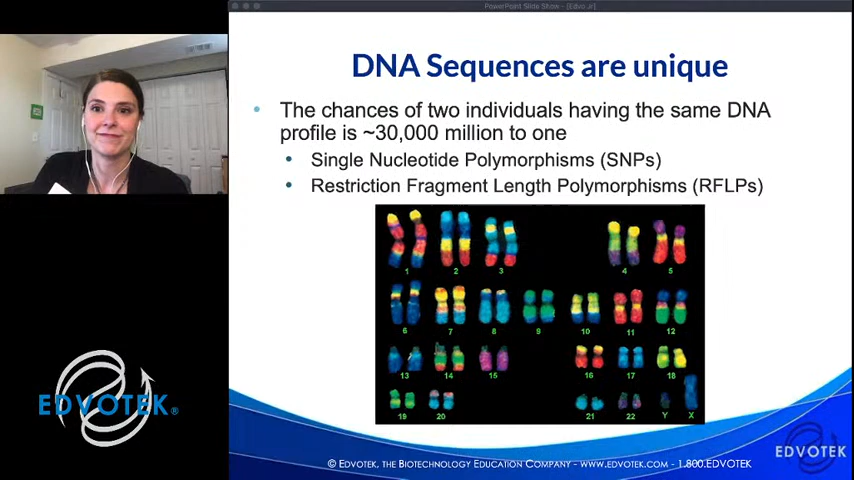 PowerPoint Slide Show - [Edvo Jr]
DNA Sequences are unique
• The chances of two individuals having the same DNA
profile is ~30,000 million to one
• Single Nucleotide Polymorphisms (SNPs)
• Restriction Fragment Length Polymorphisms (RFLPs)
1 2 3 4 5
6 7 8 9 10 11 12
13 14 15 16 17 18
19 20 21 22 Y X
EDVOTEK®
EDVOTEK
© EDVOTEK, THE BIOTECHNOLOGY EDUCATION COMPANY - WWW.EDVOTEK.COM - 1.800.EDVOTEK